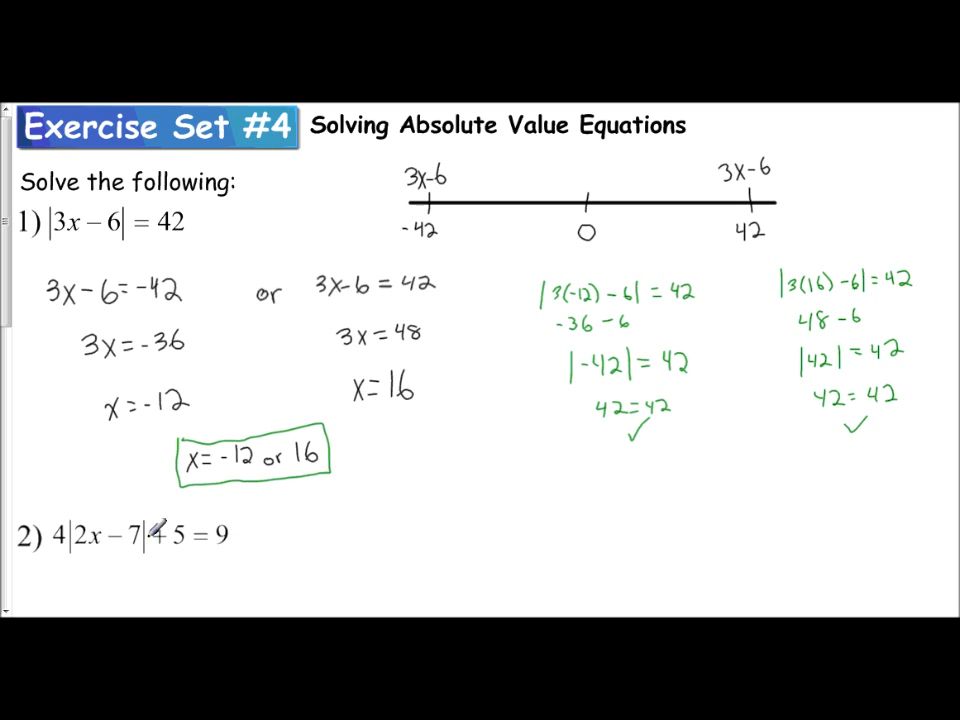 Exercise Set #4 Solving Absolute Value Equations
Solve the following:
1) |3x – 6| = 42
3x-6 3x-6
-42 0 42
3x-6=-42 or 3x-6=42
3x=-36 3x=48
x=-12 x=16
x=-12 or 16
|3(-12)-6|=42
-36-6
|-42|=42
42=42
✓
|3(16)-6|=42
48-6
|42|=42
42=42
✓
2) 4|2x – 7| + 5 = 9